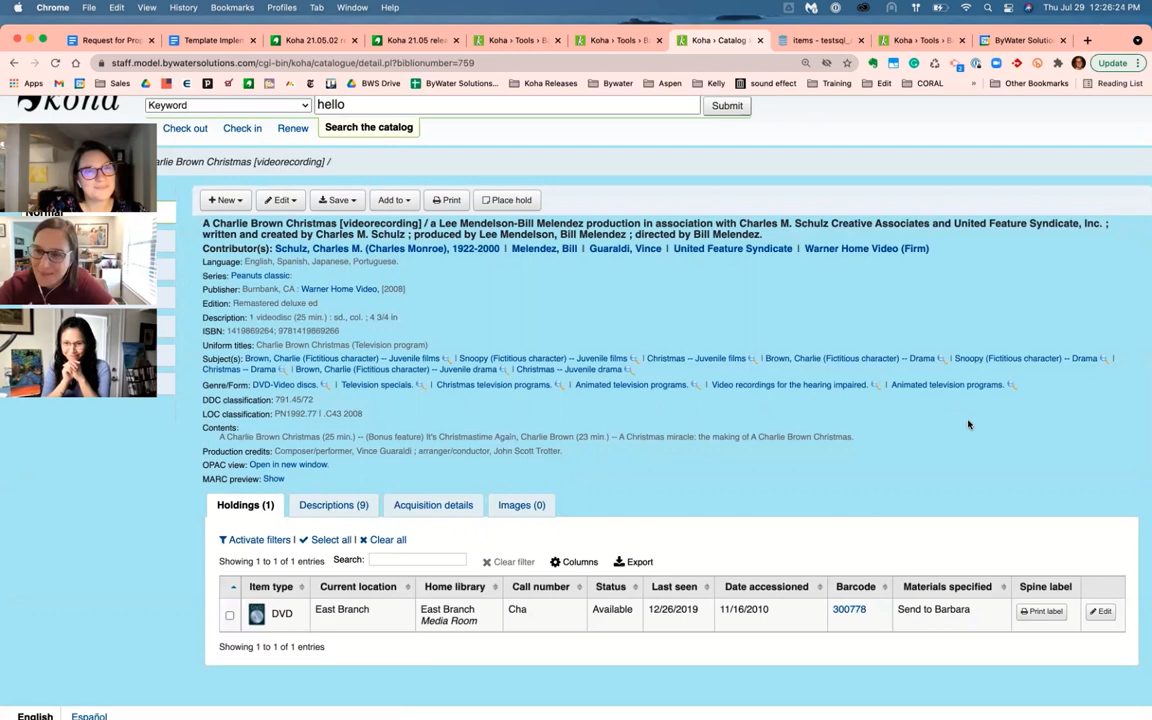 Chrome File Edit View History Bookmarks Profiles Tab Window Help Thu Jul 29 12:26:24 PM
Request for Pro Template Implem Koha 21.05.02 r Koha 21.05 relea Koha › Tools › B Koha › Tools › B Koha › Catalog items - testsql_ Koha › Tools › B ByWater Solution
staff.model.bywatersolutions.com/cgi-bin/koha/catalogue/detail.pl?biblionumber=759 Update
Apps Sales BWS Drive ByWater Solutions... Koha Releases Bywater Aspen Kelly sound effect Training Edit CORAL » Other Bookmarks Reading List
koha Keyword hello Submit
Check out Check in Renew Search the catalog
arlie Brown Christmas [videorecording] /
Normal
+ New Edit Save Add to Print Place hold
A Charlie Brown Christmas [videorecording] / a Lee Mendelson-Bill Melendez production in association with Charles M. Schulz Creative Associates and United Feature Syndicate, Inc. ;
written and created by Charles M. Schulz ; produced by Lee Mendelson, Bill Melendez ; directed by Bill Melendez.
Contributor(s): Schulz, Charles M. (Charles Monroe), 1922-2000 | Melendez, Bill | Guaraldi, Vince | United Feature Syndicate | Warner Home Video (Firm)
Language: English, Spanish. Japanese, Portuguese.
Series: Peanuts classic:
Publisher: Burnbank, CA : Warner Home Video, [2008]
Edition: Remastered deluxe ed
Description: 1 videodisc (25 min.) : sd., col. ; 4 3/4 in
ISBN: 1419869264; 9781419869266
Uniform titles: Charlie Brown Christmas (Television program)
Subject(s): Brown, Charlie (Fictitious character) -- Juvenile films | Snoopy (Fictitious character) -- Juvenile films | Christmas -- Juvenile films | Brown, Charlie (Fictitious character) -- Drama | Snoopy (Fictitious character) -- Drama |
Christmas -- Drama | Brown, Charlie (Fictitious character) -- Juvenile drama | Christmas -- Juvenile drama
Genre/Form: DVD-Video discs. | Television specials. | Christmas television programs. | Animated television programs. | Video recordings for the hearing impaired. | Animated television programs.
DDC classification: 791.45/72
LOC classification: PN1992.77 | .C43 2008
Contents:
A Charlie Brown Christmas (25 min.) -- (Bonus feature) It's Christmastime Again, Charlie Brown (23 min.) -- A Christmas miracle: the making of A Charlie Brown Christmas.
Production credits: Composer/performer, Vince Guaraldi ; arranger/conductor, John Scott Trotter.
OPAC view: Open in new window.
MARC preview: Show
Holdings (1) Descriptions (9) Acquisition details Images (0)
Activate filters | Select all | Clear all
Showing 1 to 1 of 1 entries Search: Clear filter Columns Export
Item type Current location Home library Call number Status Last seen Date accessioned Barcode Materials specified Spine label
DVD East Branch East Branch Cha Available 12/26/2019 11/16/2010 300778 Send to Barbara Print label Edit
Media Room
Showing 1 to 1 of 1 entries
English Español